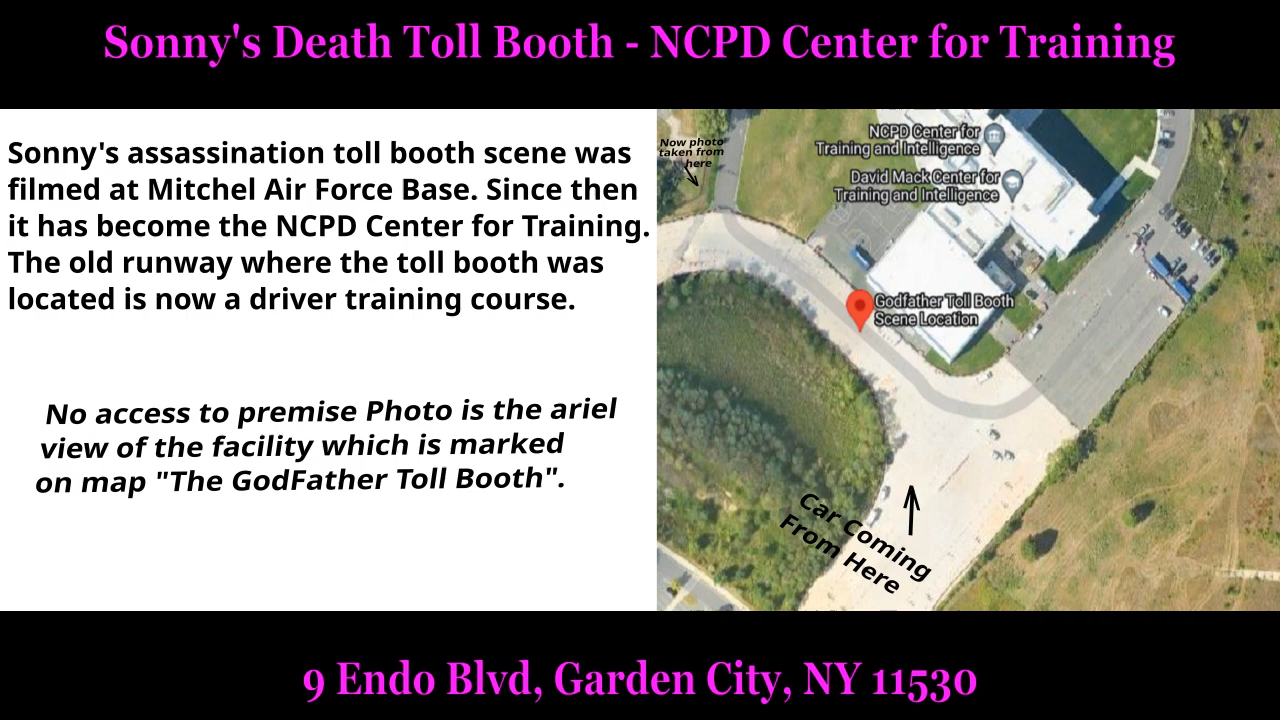 Sonny's Death Toll Booth - NCPD Center for Training
Sonny's assassination toll booth scene was
filmed at Mitchel Air Force Base. Since then
it has become the NCPD Center for Training.
The old runway where the toll booth was
located is now a driver training course.
No access to premise Photo is the ariel
view of the facility which is marked
on map "The GodFather Toll Booth".
Now photo
taken from
here
NCPD Center for
Training and Intelligence
David Mack Center for
Training and Intelligence
Godfather Toll Booth
Scene Location
Car Coming
From Here
9 Endo Blvd, Garden City, NY 11530